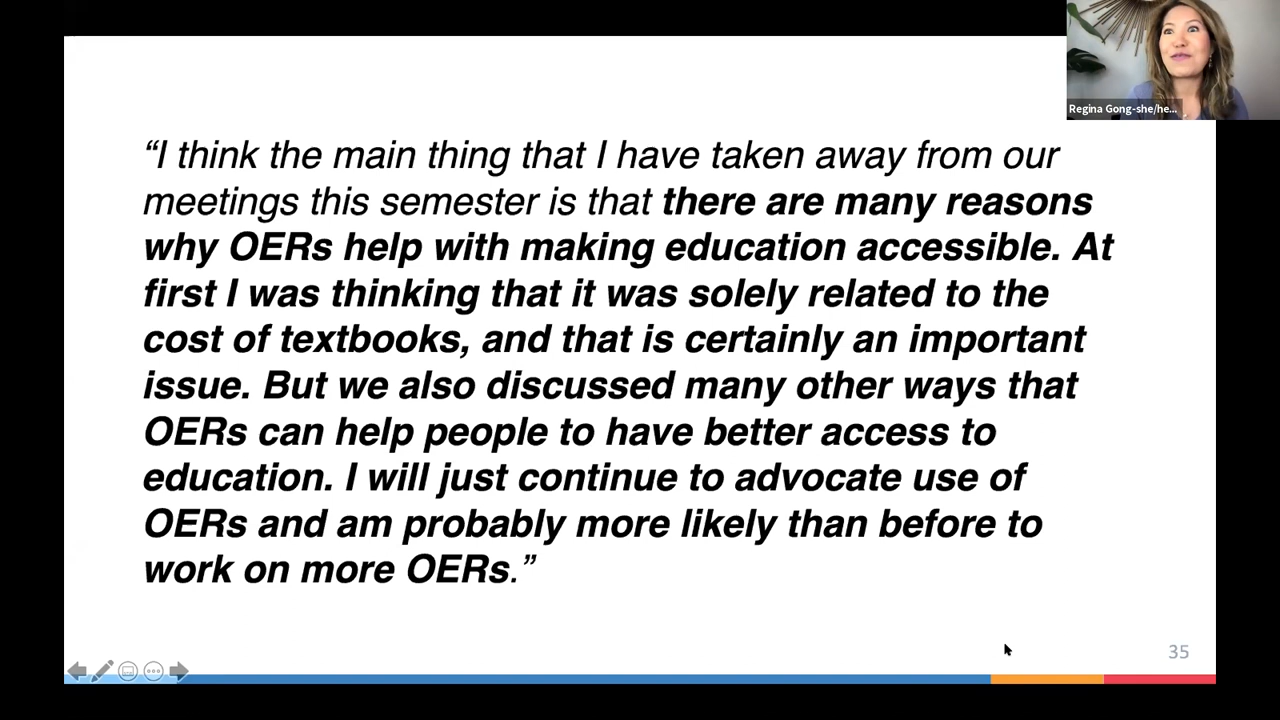 Regina Gong-she/he...
“I think the main thing that I have taken away from our
meetings this semester is that there are many reasons
why OERs help with making education accessible. At
first I was thinking that it was solely related to the
cost of textbooks, and that is certainly an important
issue. But we also discussed many other ways that
OERs can help people to have better access to
education. I will just continue to advocate use of
OERs and am probably more likely than before to
work on more OERs.”
35